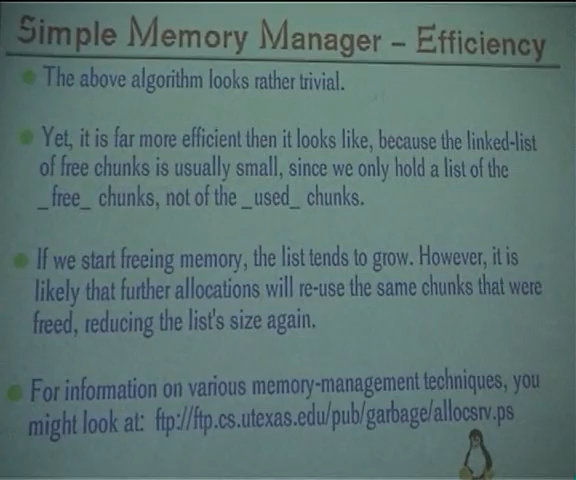 Simple Memory Manager – Efficiency
The above algorithm looks rather trivial.
Yet, it is far more efficient then it looks like, because the linked-list
of free chunks is usually small, since we only hold a list of the
_free_ chunks, not of the _used_ chunks.
If we start freeing memory, the list tends to grow. However, it is
likely that further allocations will re-use the same chunks that were
freed, reducing the list's size again.
For information on various memory-management techniques, you
might look at: ftp://ftp.cs.utexas.edu/pub/garbage/allocsrv.ps